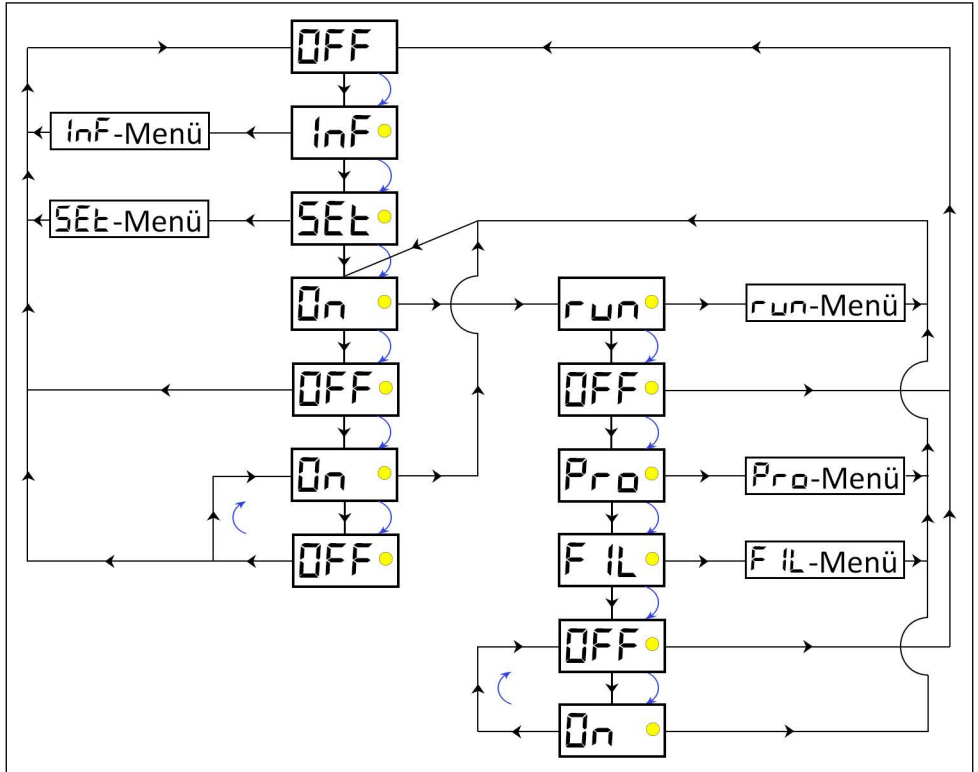 OFF
InF-Menü
InF
SEt-Menü
SEt
On
run
run-Menü
OFF
OFF
On
Pro
Pro-Menü
OFF
FIL
FIL-Menü
OFF
On